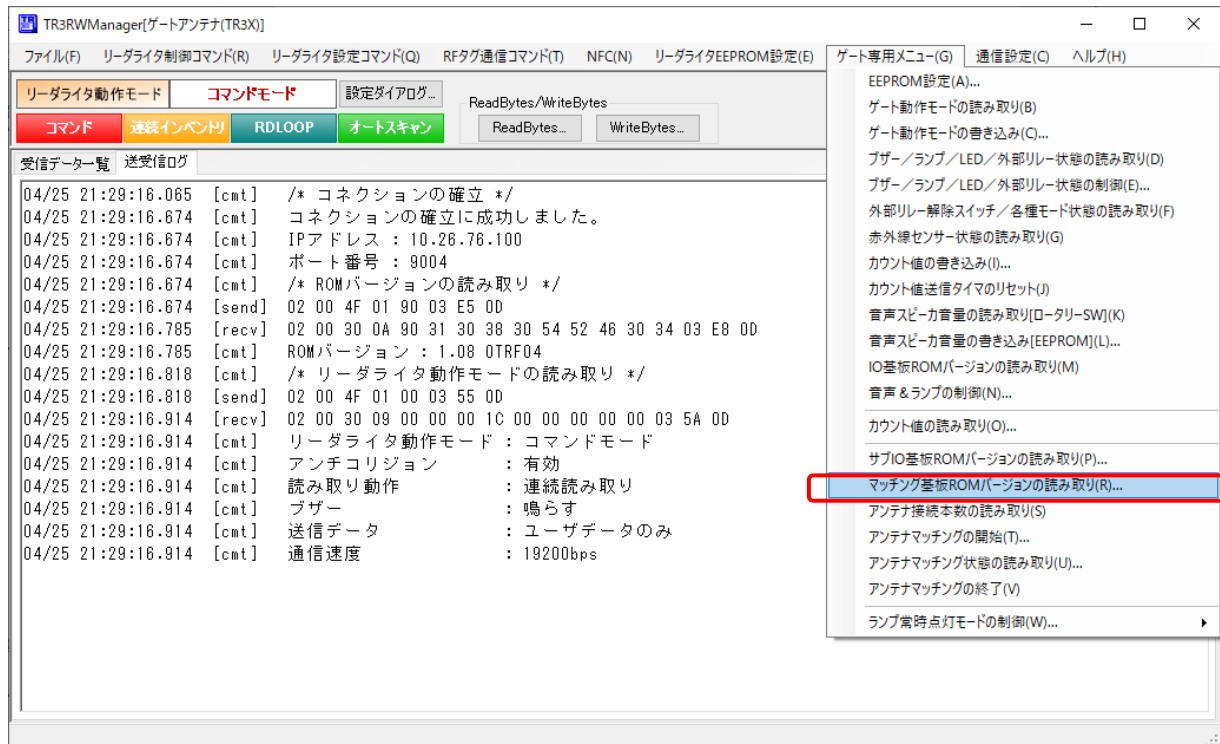 TR3RWManager[ゲートアンテナ(TR3X)]
ファイル(F) リーダライタ制御コマンド(R) リーダライタ設定コマンド(Q) RFタグ通信コマンド(T) NFC(N) リーダライタEEPROM設定(E) ゲート専用メニュー(G) 通信設定(C) ヘルプ(H)
リーダライタ動作モード コマンドモード 設定ダイアログ...
ReadBytes/WriteBytes
コマンド 連続インベントリ RDLOOP オートスキャン ReadBytes... WriteBytes...
受信データ一覧 送受信ログ
04/25 21:29:16.065 [cmt] /* コネクションの確立 */
04/25 21:29:16.674 [cmt] コネクションの確立に成功しました。
04/25 21:29:16.674 [cmt] IPアドレス : 10.26.76.100
04/25 21:29:16.674 [cmt] ポート番号 : 9004
04/25 21:29:16.674 [cmt] /* ROMバージョンの読み取り */
04/25 21:29:16.674 [send] 02 00 4F 01 90 03 E5 0D
04/25 21:29:16.785 [recv] 02 00 30 0A 90 31 30 38 30 54 52 46 30 34 03 E8 0D
04/25 21:29:16.785 [cmt] ROMバージョン : 1.08 0TRF04
04/25 21:29:16.818 [cmt] /* リーダライタ動作モードの読み取り */
04/25 21:29:16.818 [send] 02 00 4F 01 00 03 55 0D
04/25 21:29:16.914 [recv] 02 00 30 09 00 00 00 1C 00 00 00 00 00 03 5A 0D
04/25 21:29:16.914 [cmt] リーダライタ動作モード : コマンドモード
04/25 21:29:16.914 [cmt] アンチコリジョン : 有効
04/25 21:29:16.914 [cmt] 読み取り動作 : 連続読み取り
04/25 21:29:16.914 [cmt] ブザー : 鳴らす
04/25 21:29:16.914 [cmt] 送信データ : ユーザデータのみ
04/25 21:29:16.914 [cmt] 通信速度 : 19200bps
EEPROM設定(A)...
ゲート動作モードの読み取り(B)
ゲート動作モードの書き込み(C)...
ブザー／ランプ／LED／外部リレー状態の読み取り(D)
ブザー／ランプ／LED／外部リレー状態の制御(E)...
外部リレー解除スイッチ／各種モード状態の読み取り(F)
赤外線センサー状態の読み取り(G)
カウント値の書き込み(I)...
カウント値送信タイマのリセット(J)
音声スピーカ音量の読み取り[ロータリーSW](K)
音声スピーカ音量の書き込み[EEPROM](L)...
IO基板ROMバージョンの読み取り(M)
音声＆ランプの制御(N)...
カウント値の読み取り(O)...
サブIO基板ROMバージョンの読み取り(P)...
マッチング基板ROMバージョンの読み取り(R)...
アンテナ接続本数の読み取り(S)
アンテナマッチングの開始(T)...
アンテナマッチング状態の読み取り(U)...
アンテナマッチングの終了(V)
ランプ常時点灯モードの制御(W)...